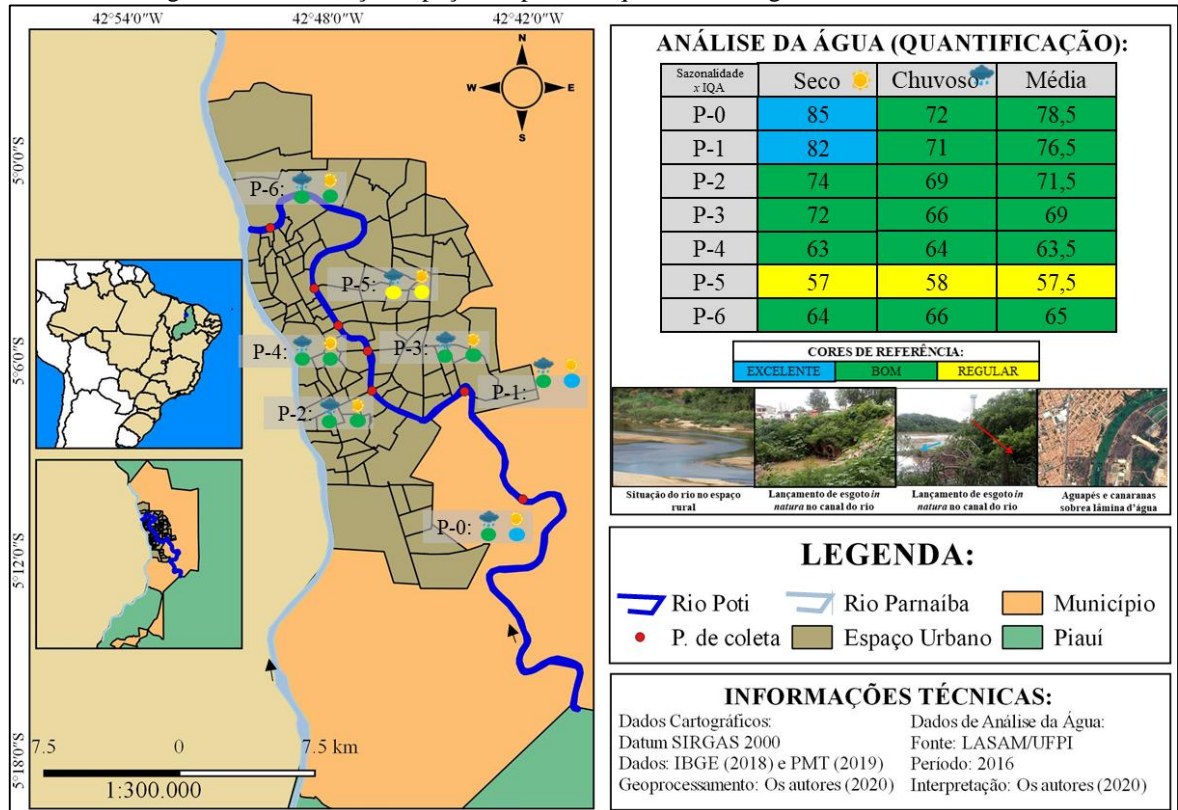 42°54'0"W 42°48'0"W 42°42'0"W
5°0'0"S
5°6'0"S
5°12'0"S
5°18'0"S
N
W E
S
P-6:
P-5:
P-4:
P-3:
P-1:
P-2:
P-0:
7.5 0 7.5 km
1:300.000
ANÁLISE DA ÁGUA (QUANTIFICAÇÃO):
Sazonalidade x IQA Seco Chuvoso Média
P-0 85 72 78,5
P-1 82 71 76,5
P-2 74 69 71,5
P-3 72 66 69
P-4 63 64 63,5
P-5 57 58 57,5
P-6 64 66 65
CORES DE REFERÊNCIA:
EXCELENTE BOM REGULAR
Situação do rio no espaço
rural
Lançamento de esgoto in
natura no canal do rio
Lançamento de esgoto in
natura no canal do rio
Aguapés e canaranas
sobrea lâmina d'água
LEGENDA:
Rio Poti Rio Parnaíba Município
P. de coleta Espaço Urbano Piauí
INFORMAÇÕES TÉCNICAS:
Dados Cartográficos:
Datum SIRGAS 2000
Dados: IBGE (2018) e PMT (2019)
Geoprocessamento: Os autores (2020)
Dados de Análise da Água:
Fonte: LASAM/UFPI
Período: 2016
Interpretação: Os autores (2020)